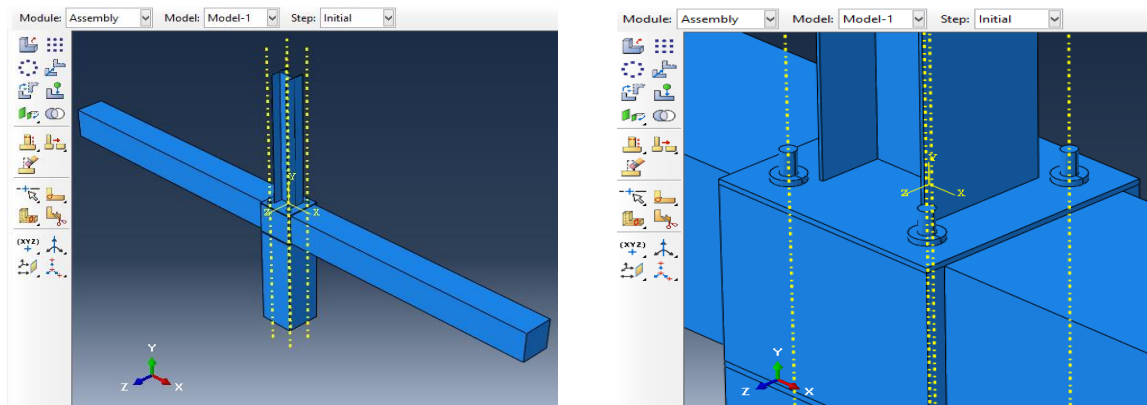 Module: Assembly Model: Model-1 Step: Initial
(XYZ)
Y
Z X
Y
Z X
Module: Assembly Model: Model-1 Step: Initial
(XYZ)
Y
Z X
Y
Z X